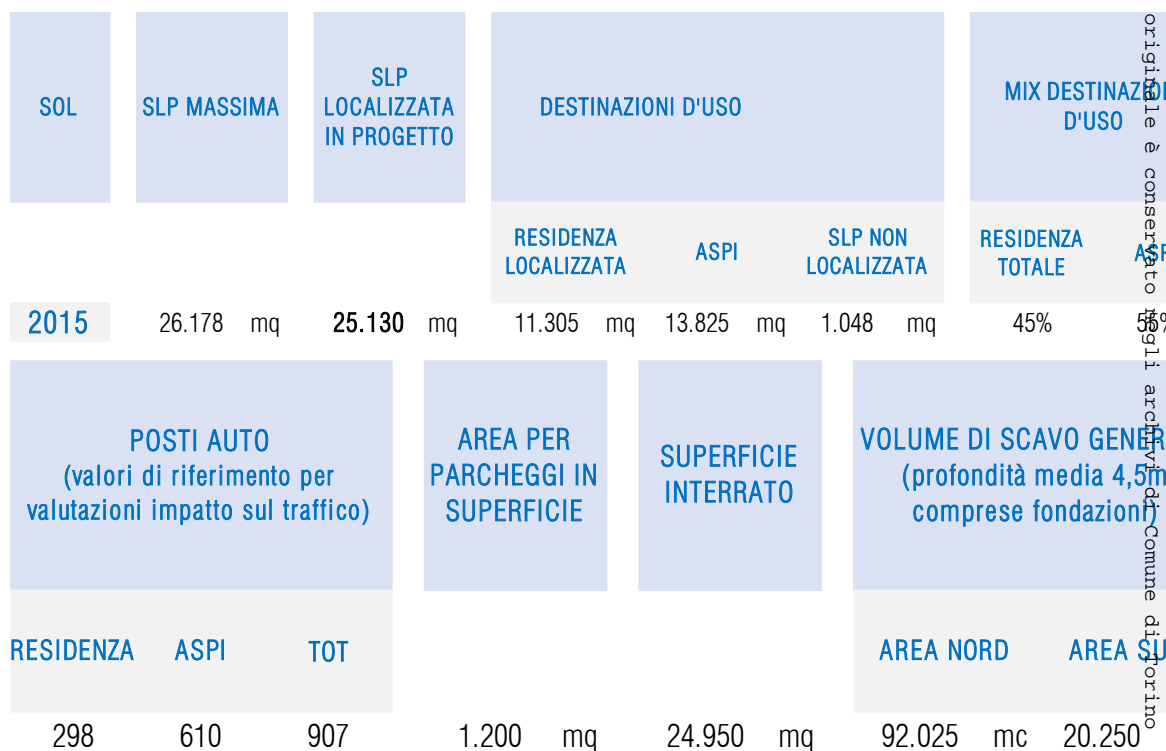 SOL
SLP MASSIMA
SLP
LOCALIZZATA
IN PROGETTO
DESTINAZIONI D'USO
MIX
D'USO
RESIDENZA
LOCALIZZATA
ASPI
SLP NON
LOCALIZZATA
RESIDENZA
TOTALE
2015 26.178 mq 25.130 mq 11.305 mq 13.825 mq 1.048 mq 45%
POSTI AUTO
(valori di riferimento per
valutazioni impatto sul traffico)
AREA PER
PARCHEGGI IN
SUPERFICIE
SUPERFICIE
INTERRATO
VOLUME DI SCAVO
(profondità media 4,5m
comprese fondazioni)
RESIDENZA ASPI TOT AREA NORD AREA
298 610 907 1.200 mq 24.950 mq 92.025 mc 20.250
originale è conservato negli archivi di Comune di Torino